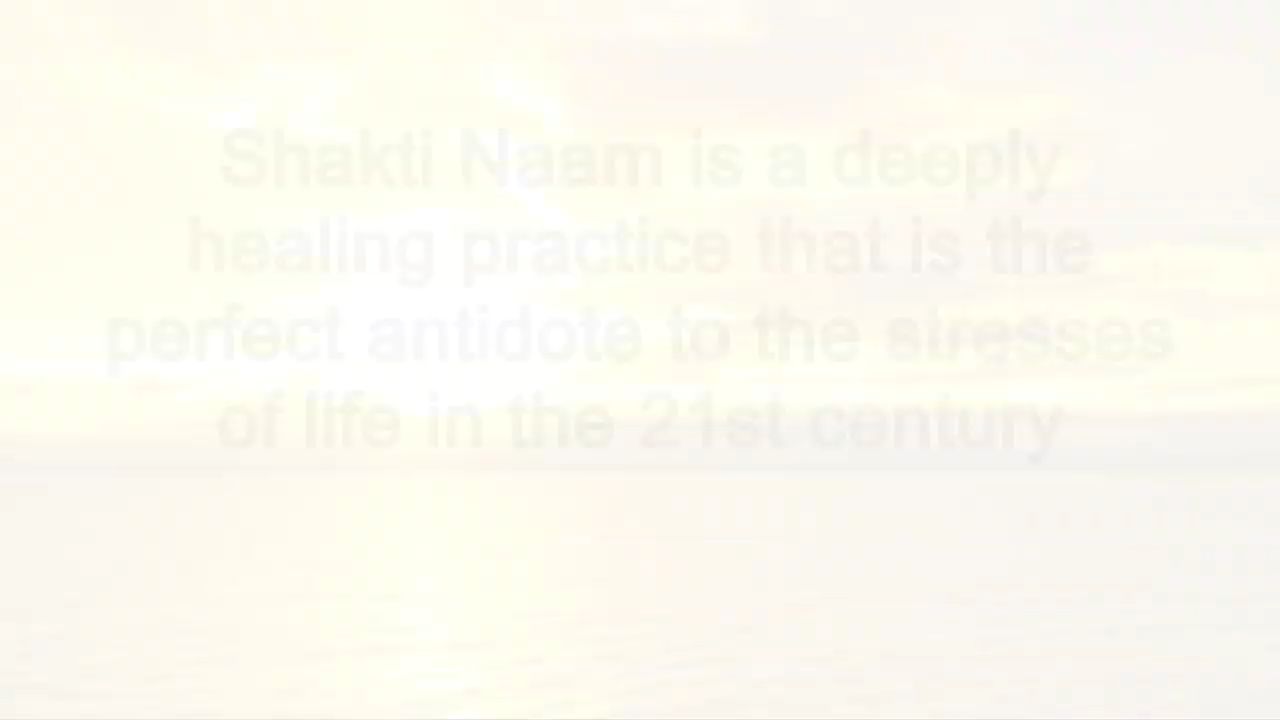 Shakti Naam is a deeply
healing practice that is the
perfect antidote to the stresses
of life in the 21st century